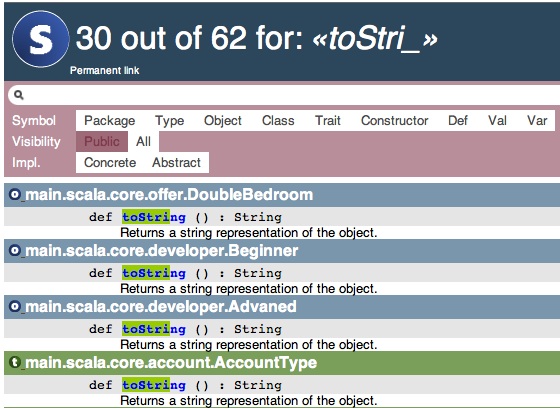 S 30 out of 62 for: «toStri_»
Permanent link
Symbol Package Type Object Class Trait Constructor Def Val Var
Visibility Public All
Impl. Concrete Abstract
o main.scala.core.offer.DoubleBedroom
def toString () : String
Returns a string representation of the object.
o main.scala.core.developer.Beginner
def toString () : String
Returns a string representation of the object.
o main.scala.core.developer.Advaned
def toString () : String
Returns a string representation of the object.
t main.scala.core.account.AccountType
def toString () : String
Returns a string representation of the object.